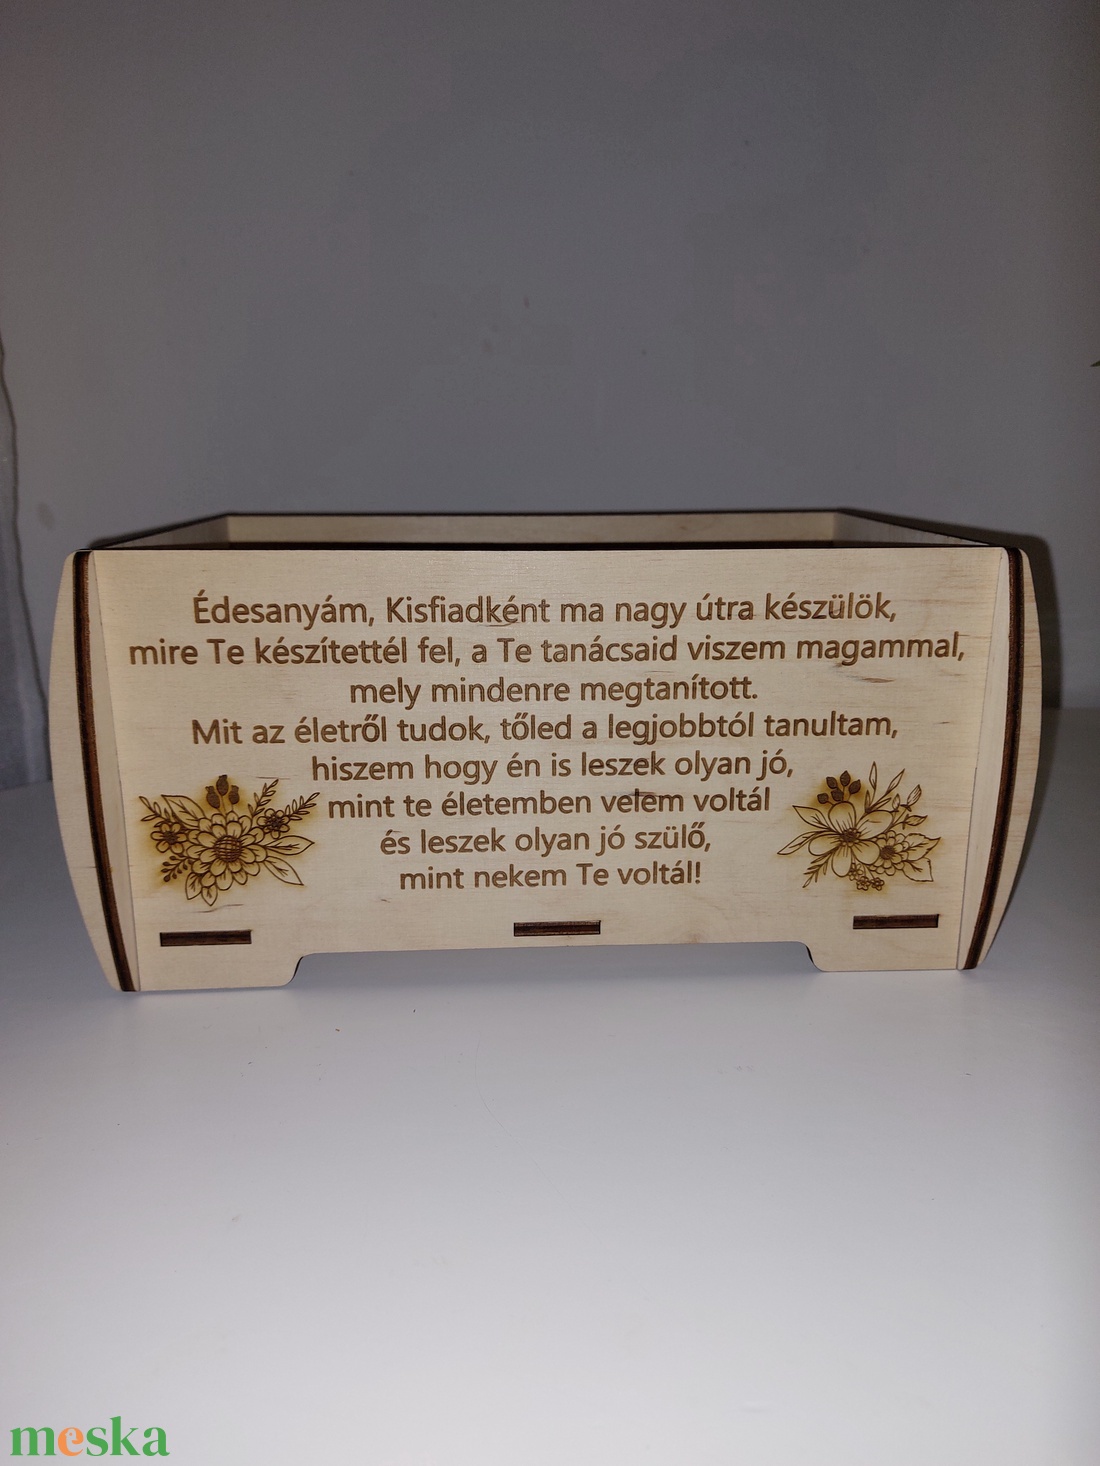 Édesanyám, Kisfiadként ma nagy útra készülök,
mire Te készítettél fel, a Te tanácsaid viszem magammal,
mely mindenre megtanított.
Mit az életről tudok, tőled a legjobbtól tanultam,
hiszem hogy én is leszek olyan jó,
mint te életemben velem voltál
és leszek olyan jó szülő,
mint nekem Te voltál!
meska